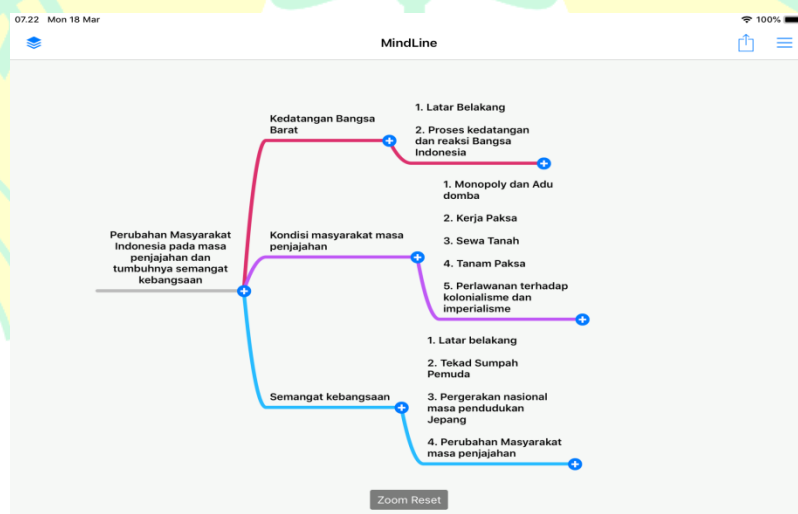 07.22 Mon 18 Mar
100%
MindLine
Kedatangan Bangsa
Barat
1. Latar Belakang
2. Proses kedatangan
dan reaksi Bangsa
Indonesia
Perubahan Masyarakat
Indonesia pada masa
penjajahan dan
tumbuhnya semangat
kebangsaan
Kondisi masyarakat masa
penjajahan
1. Monopoly dan Adu
domba
2. Kerja Paksa
3. Sewa Tanah
4. Tanam Paksa
5. Perlawanan terhadap
kolonialisme dan
imperialisme
Semangat kebangsaan
1. Latar belakang
2. Tekad Sumpah
Pemuda
3. Pergerakan nasional
masa pendudukan
Jepang
4. Perubahan Masyarakat
masa penjajahan
Zoom Reset